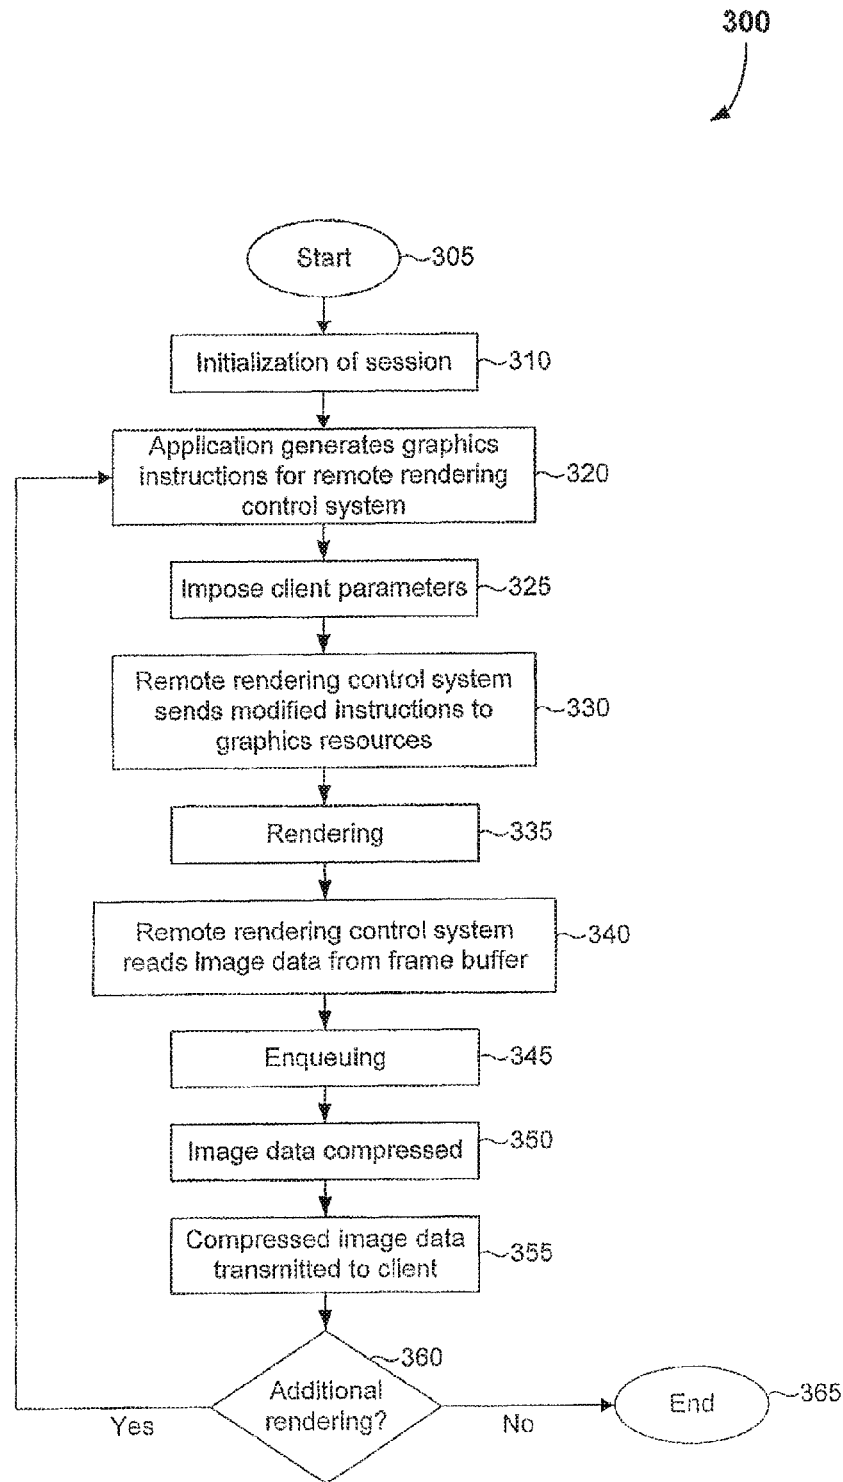 300
Start
305
Initialization of session
310
Application generates graphics
instructions for remote rendering
control system
320
Impose client parameters
325
Remote rendering control system
sends modified instructions to
graphics resources
330
Rendering
335
Remote rendering control system
reads image data from frame buffer
340
Enqueuing
345
Image data compressed
350
Compressed image data
transmitted to client
355
360
Additional
rendering?
Yes
No
End
365